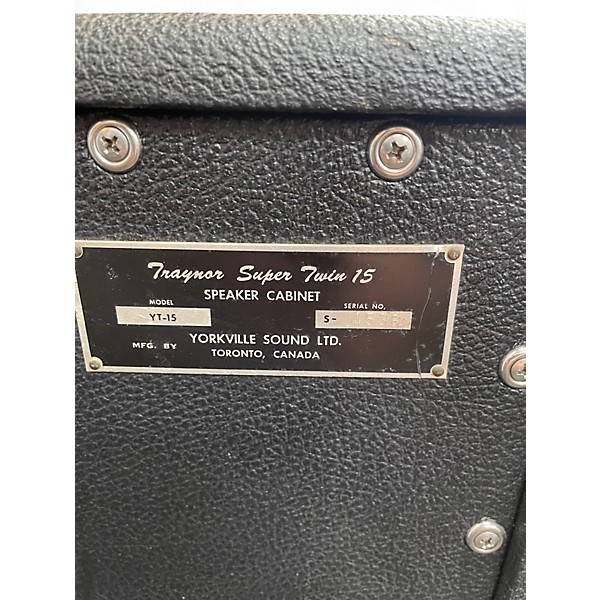 Traynor Super Twin 15
SPEAKER CABINET
MODEL SERIAL NO.
YT-15 S-
MFG. BY YORKVILLE SOUND LTD.
TORONTO, CANADA